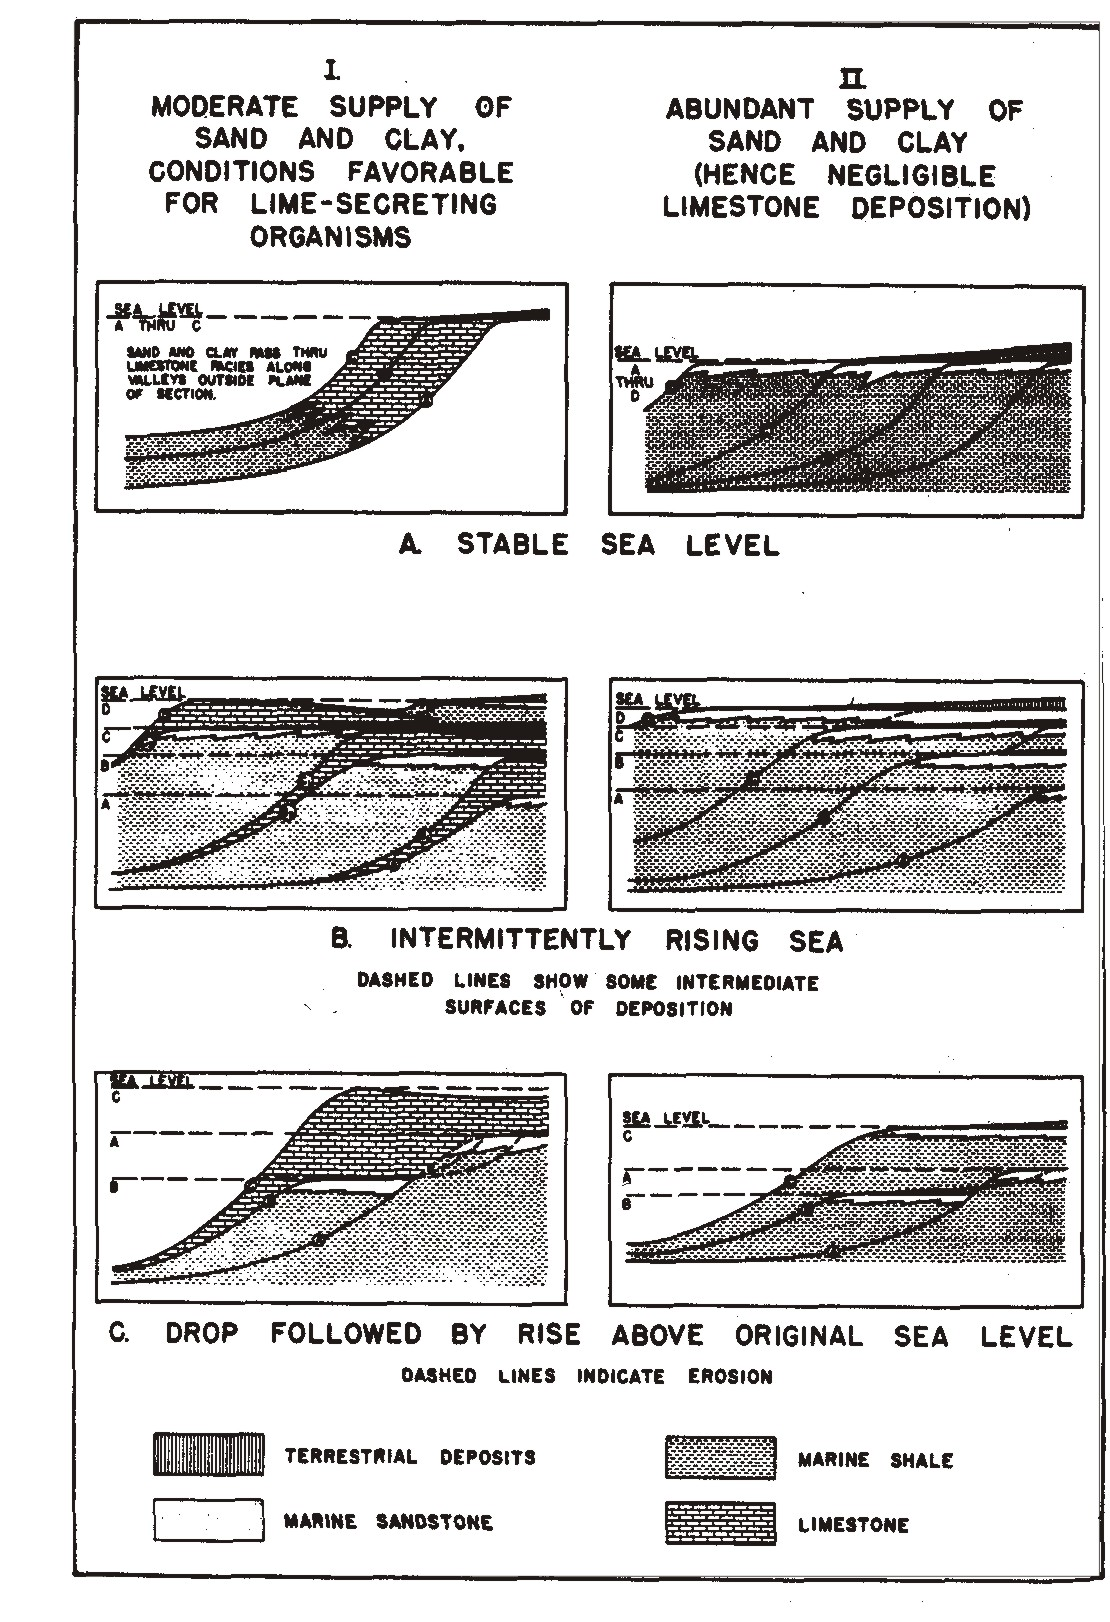 I.
MODERATE SUPPLY OF
SAND AND CLAY,
CONDITIONS FAVORABLE
FOR LIME-SECRETING
ORGANISMS
II.
ABUNDANT SUPPLY OF
SAND AND CLAY
(HENCE NEGLIGIBLE
LIMESTONE DEPOSITION)
SEA LEVEL
A THRU C
SAND AND CLAY PASS THRU
LIMESTONE FACIES ALONG
VALLEYS OUTSIDE PLANE
OF SECTION.
SEA LEVEL
A
THRU
D
A. STABLE SEA LEVEL
SEA LEVEL
D
C
B
A
SEA LEVEL
D
C
B
A
B. INTERMITTENTLY RISING SEA
DASHED LINES SHOW SOME INTERMEDIATE
SURFACES OF DEPOSITION
SEA LEVEL
C
A
B
SEA LEVEL
C
A
B
C. DROP FOLLOWED BY RISE ABOVE ORIGINAL SEA LEVEL
DASHED LINES INDICATE EROSION
TERRESTRIAL DEPOSITS
MARINE SHALE
MARINE SANDSTONE
LIMESTONE